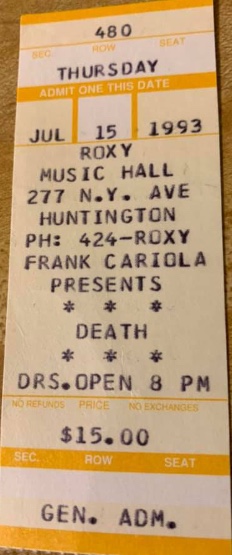 480
SEC. ROW SEAT
THURSDAY
ADMIT ONE THIS DATE
JUL 15 1993
ROXY
MUSIC HALL
277 N.Y. AVE
HUNTINGTON
PH: 424-ROXY
FRANK CARIOLA
PRESENTS
* * *
DEATH
* * *
DRS.OPEN 8 PM
NO REFUNDS PRICE NO EXCHANGES
$15.00
SEC. ROW SEAT
GEN. ADM.